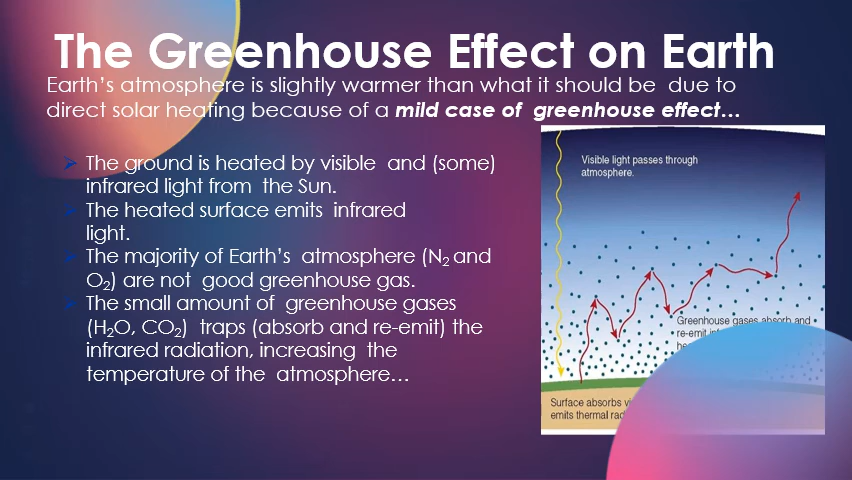 The Greenhouse Effect on Earth
Earth's atmosphere is slightly warmer than what it should be due to
direct solar heating because of a mild case of greenhouse effect…
➢ The ground is heated by visible and (some)
infrared light from the Sun.
➢ The heated surface emits infrared
light.
➢ The majority of Earth's atmosphere (N₂ and
O₂) are not good greenhouse gas.
➢ The small amount of greenhouse gases
(H₂O, CO₂) traps (absorb and re-emit) the
infrared radiation, increasing the
temperature of the atmosphere…
Visible light passes through
atmosphere.
Greenhouse gases absorb and
re-emit
Surface absorbs
emits thermal